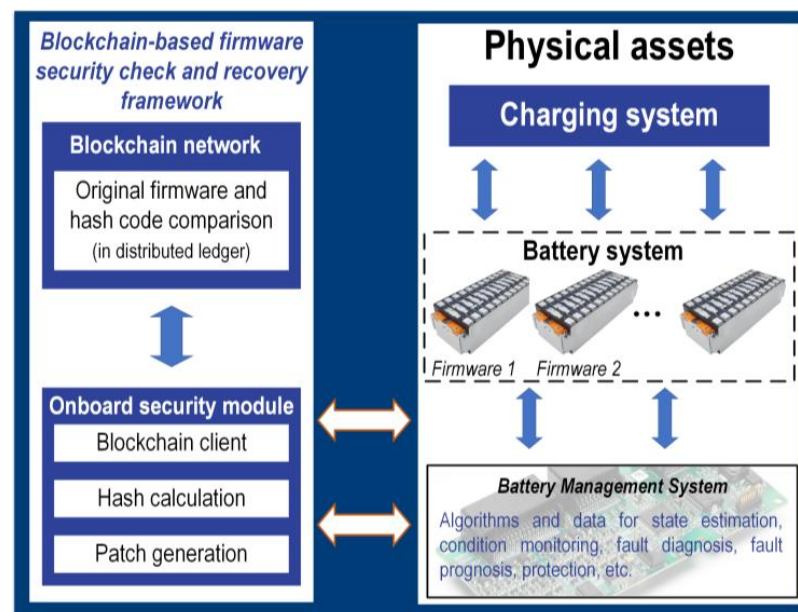 Blockchain-based firmware
security check and recovery
framework
Blockchain network
Original firmware and
hash code comparison
(in distributed ledger)
Onboard security module
Blockchain client
Hash calculation
Patch generation
Physical assets
Charging system
Battery system
...
Firmware 1 Firmware 2
Battery Management System
Algorithms and data for state estimation,
condition monitoring, fault diagnosis, fault
prognosis, protection, etc.